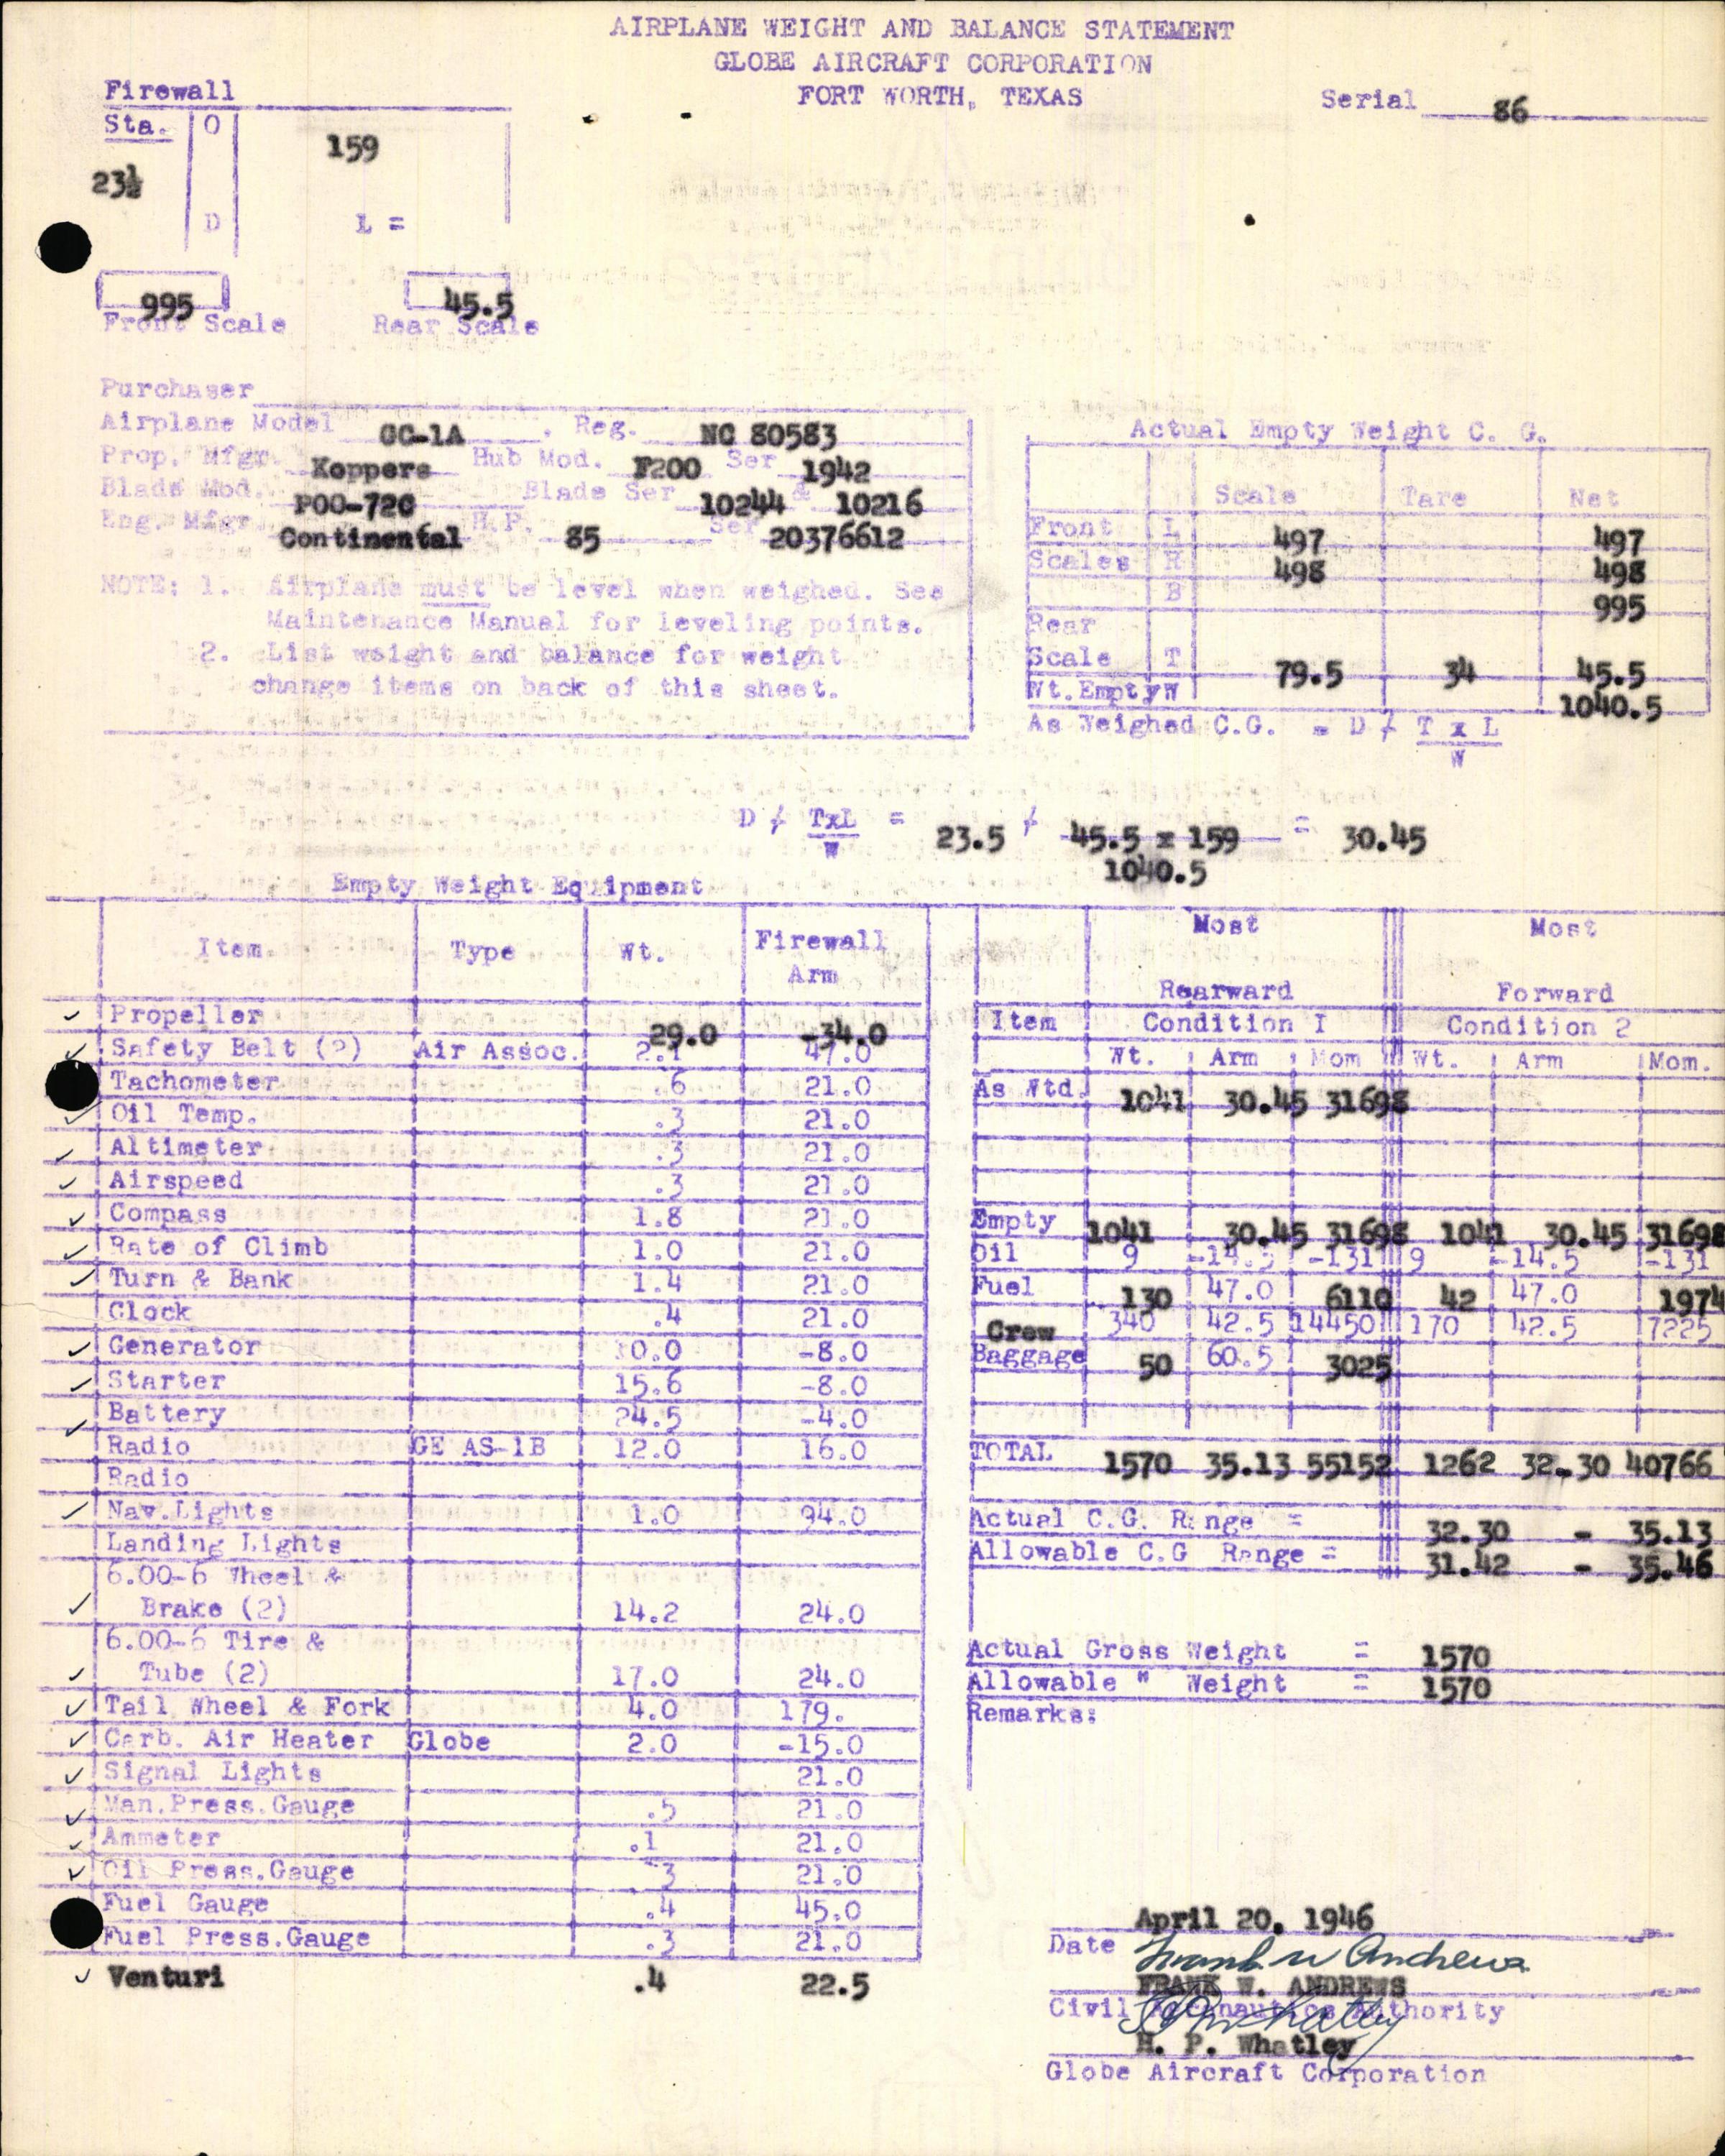 AIRPLANE WEIGHT AND BALANCE STATEMENT
GLOBE AIRCRAFT CORPORATION
FORT WORTH, TEXAS
Serial 86
Firewall
Sta. O
159
23½
D L =
995 45.5
Front Scale Rear Scale
Purchaser
Airplane Model GC-1A . Reg. NC 80583
Prop. Mfgr. Koppers Hub Mod. F200 Ser 1942
Blade Mod. P00-72C Blade Ser 10244 & 10216
Eng. Mfgr. Continental H.P. 85 Ser 20376612
NOTE: 1. Airplane must be level when weighed. See
Maintenance Manual for leveling points.
2. List weight and balance for weight
change items on back of this sheet.
Actual Empty Weight C. G.
Scale Tare Net
Front L 497 497
Scales R 498 498
B 995
Rear
Scale T 79.5 34 45.5
Wt.Empty W 1040.5
As Weighed C.G. = D + T x L
W
D + TxL = 23.5 + 45.5 x 159 = 30.45
W 1040.5
Empty Weight Equipment
Item Type Wt. Firewall
Arm
Propeller 29.0 -34.0
Safety Belt (2) Air Assoc. 2.1 47.0
Tachometer .6 21.0
Oil Temp. .3 21.0
Altimeter .3 21.0
Airspeed .3 21.0
Compass 1.8 21.0
Rate of Climb 1.0 21.0
Turn & Bank 1.4 21.0
Clock .4 21.0
Generator 10.0 -8.0
Starter 15.6 -8.0
Battery 24.5 -4.0
Radio GE AS-1B 12.0 16.0
Radio
Nav.Lights 1.0 94.0
Landing Lights
6.00-6 Wheel &
Brake (2) 14.2 24.0
6.00-6 Tire &
Tube (2) 17.0 24.0
Tail Wheel & Fork 4.0 179.
Carb. Air Heater Globe 2.0 -15.0
Signal Lights 21.0
Man.Press.Gauge .5 21.0
Ammeter .1 21.0
Oil Press.Gauge .3 21.0
Fuel Gauge .4 45.0
Fuel Press.Gauge .3 21.0
Venturi .4 22.5
Most Most
Rearward Forward
Item Condition I Condition 2
Wt. Arm Mom Wt. Arm Mom.
As Wtd. 1041 30.45 31698
Empty 1041 30.45 31698 1041 30.45 31698
Oil 9 -14.5 -131 9 -14.5 -131
Fuel 130 47.0 6110 42 47.0 1974
Crew 340 42.5 14450 170 42.5 7225
Baggage 50 60.5 3025
TOTAL 1570 35.13 55152 1262 32.30 40766
Actual C.G. Range = 32.30 - 35.13
Allowable C.G Range = 31.42 - 35.46
Actual Gross Weight = 1570
Allowable " Weight = 1570
Remarks:
April 20, 1946
Date
Frank W Andrews
FRANK W. ANDREWS
Civil Aeronautics Authority
H P Whatley
H. P. Whatley
Globe Aircraft Corporation